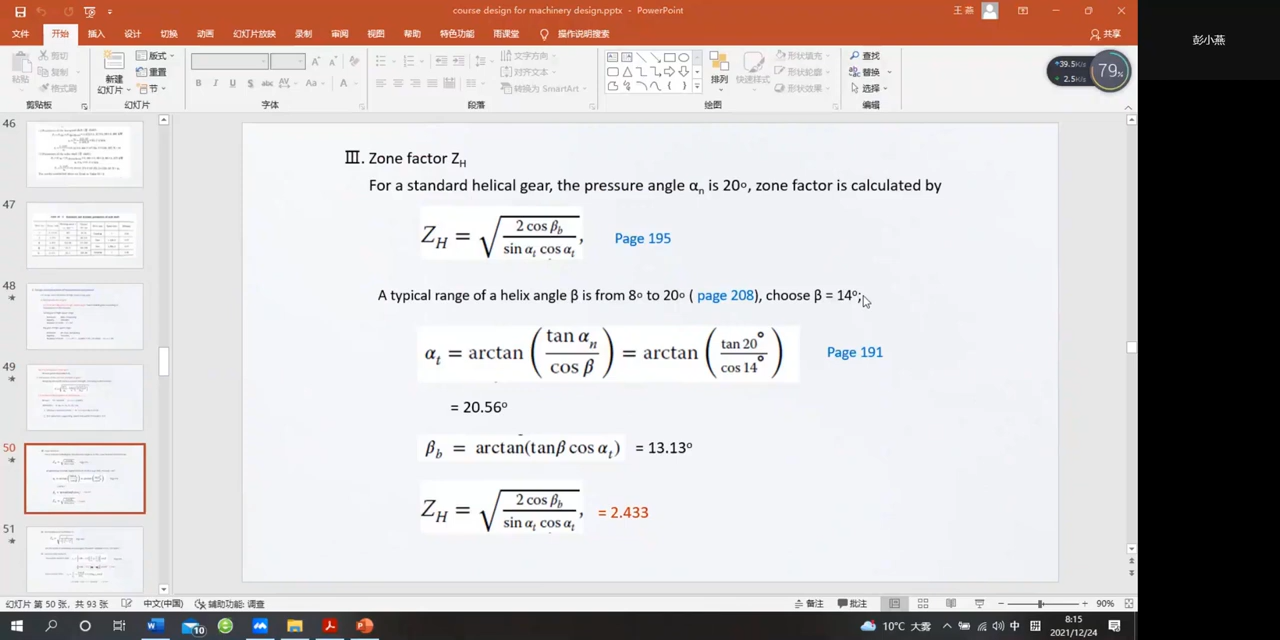 course design for machinery design.pptx - PowerPoint
王 燕
文件 开始 插入 设计 切换 动画 幻灯片放映 录制 审阅 视图 帮助 特色功能 雨课堂 操作说明搜索 共享
彭小燕
粘贴 剪切 复制 格式刷
新建 幻灯片 版式 重置 节
文字方向 对齐文本 转换为 SmartArt
排列 快速样式 形状填充 形状轮廓 形状效果
查找 替换 选择
剪贴板 幻灯片 字体 段落 绘图 编辑
39.5K/s
2.5K/s
79%
46
47
48
49
50
51
III. Zone factor Z_H
For a standard helical gear, the pressure angle α_n is 20°, zone factor is calculated by
Z_H = √(2 cos β_b / sin α_t cos α_t), Page 195
A typical range of a helix angle β is from 8° to 20° ( page 208), choose β = 14°;
α_t = arctan (tan α_n / cos β) = arctan (tan 20° / cos 14°) Page 191
= 20.56°
β_b = arctan(tanβ cos α_t) = 13.13°
Z_H = √(2 cos β_b / sin α_t cos α_t), = 2.433
幻灯片 第 50 张，共 93 张 中文(中国) 辅助功能: 调查 备注 批注 90%
10
10°C 大雾 中 8:15
2021/12/24